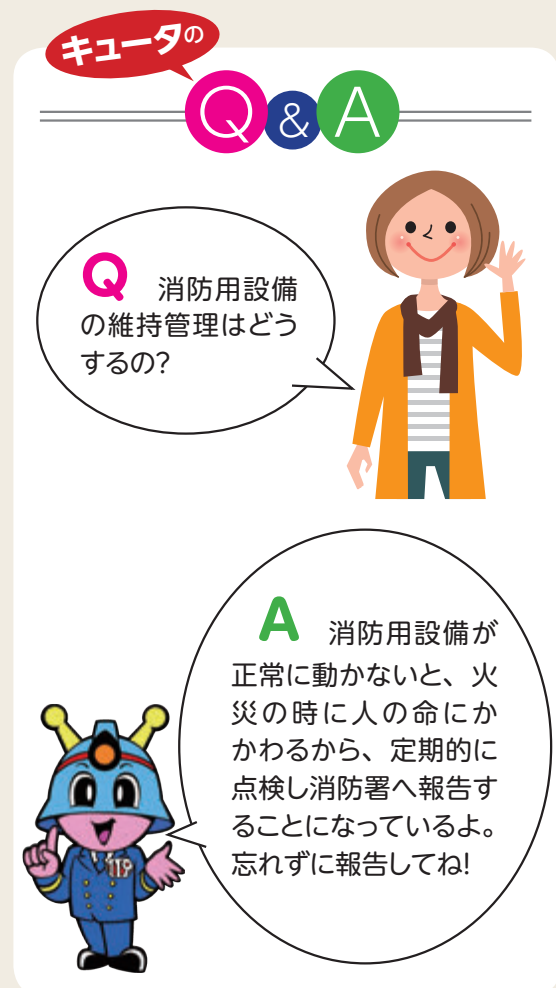 キュータの
Q&A
Q 消防用設備
の維持管理はどう
するの?
A 消防用設備が
正常に動かないと、火
災の時に人の命にか
かわるから、定期的に
点検し消防署へ報告す
ることになっているよ。
忘れずに報告してね!
119